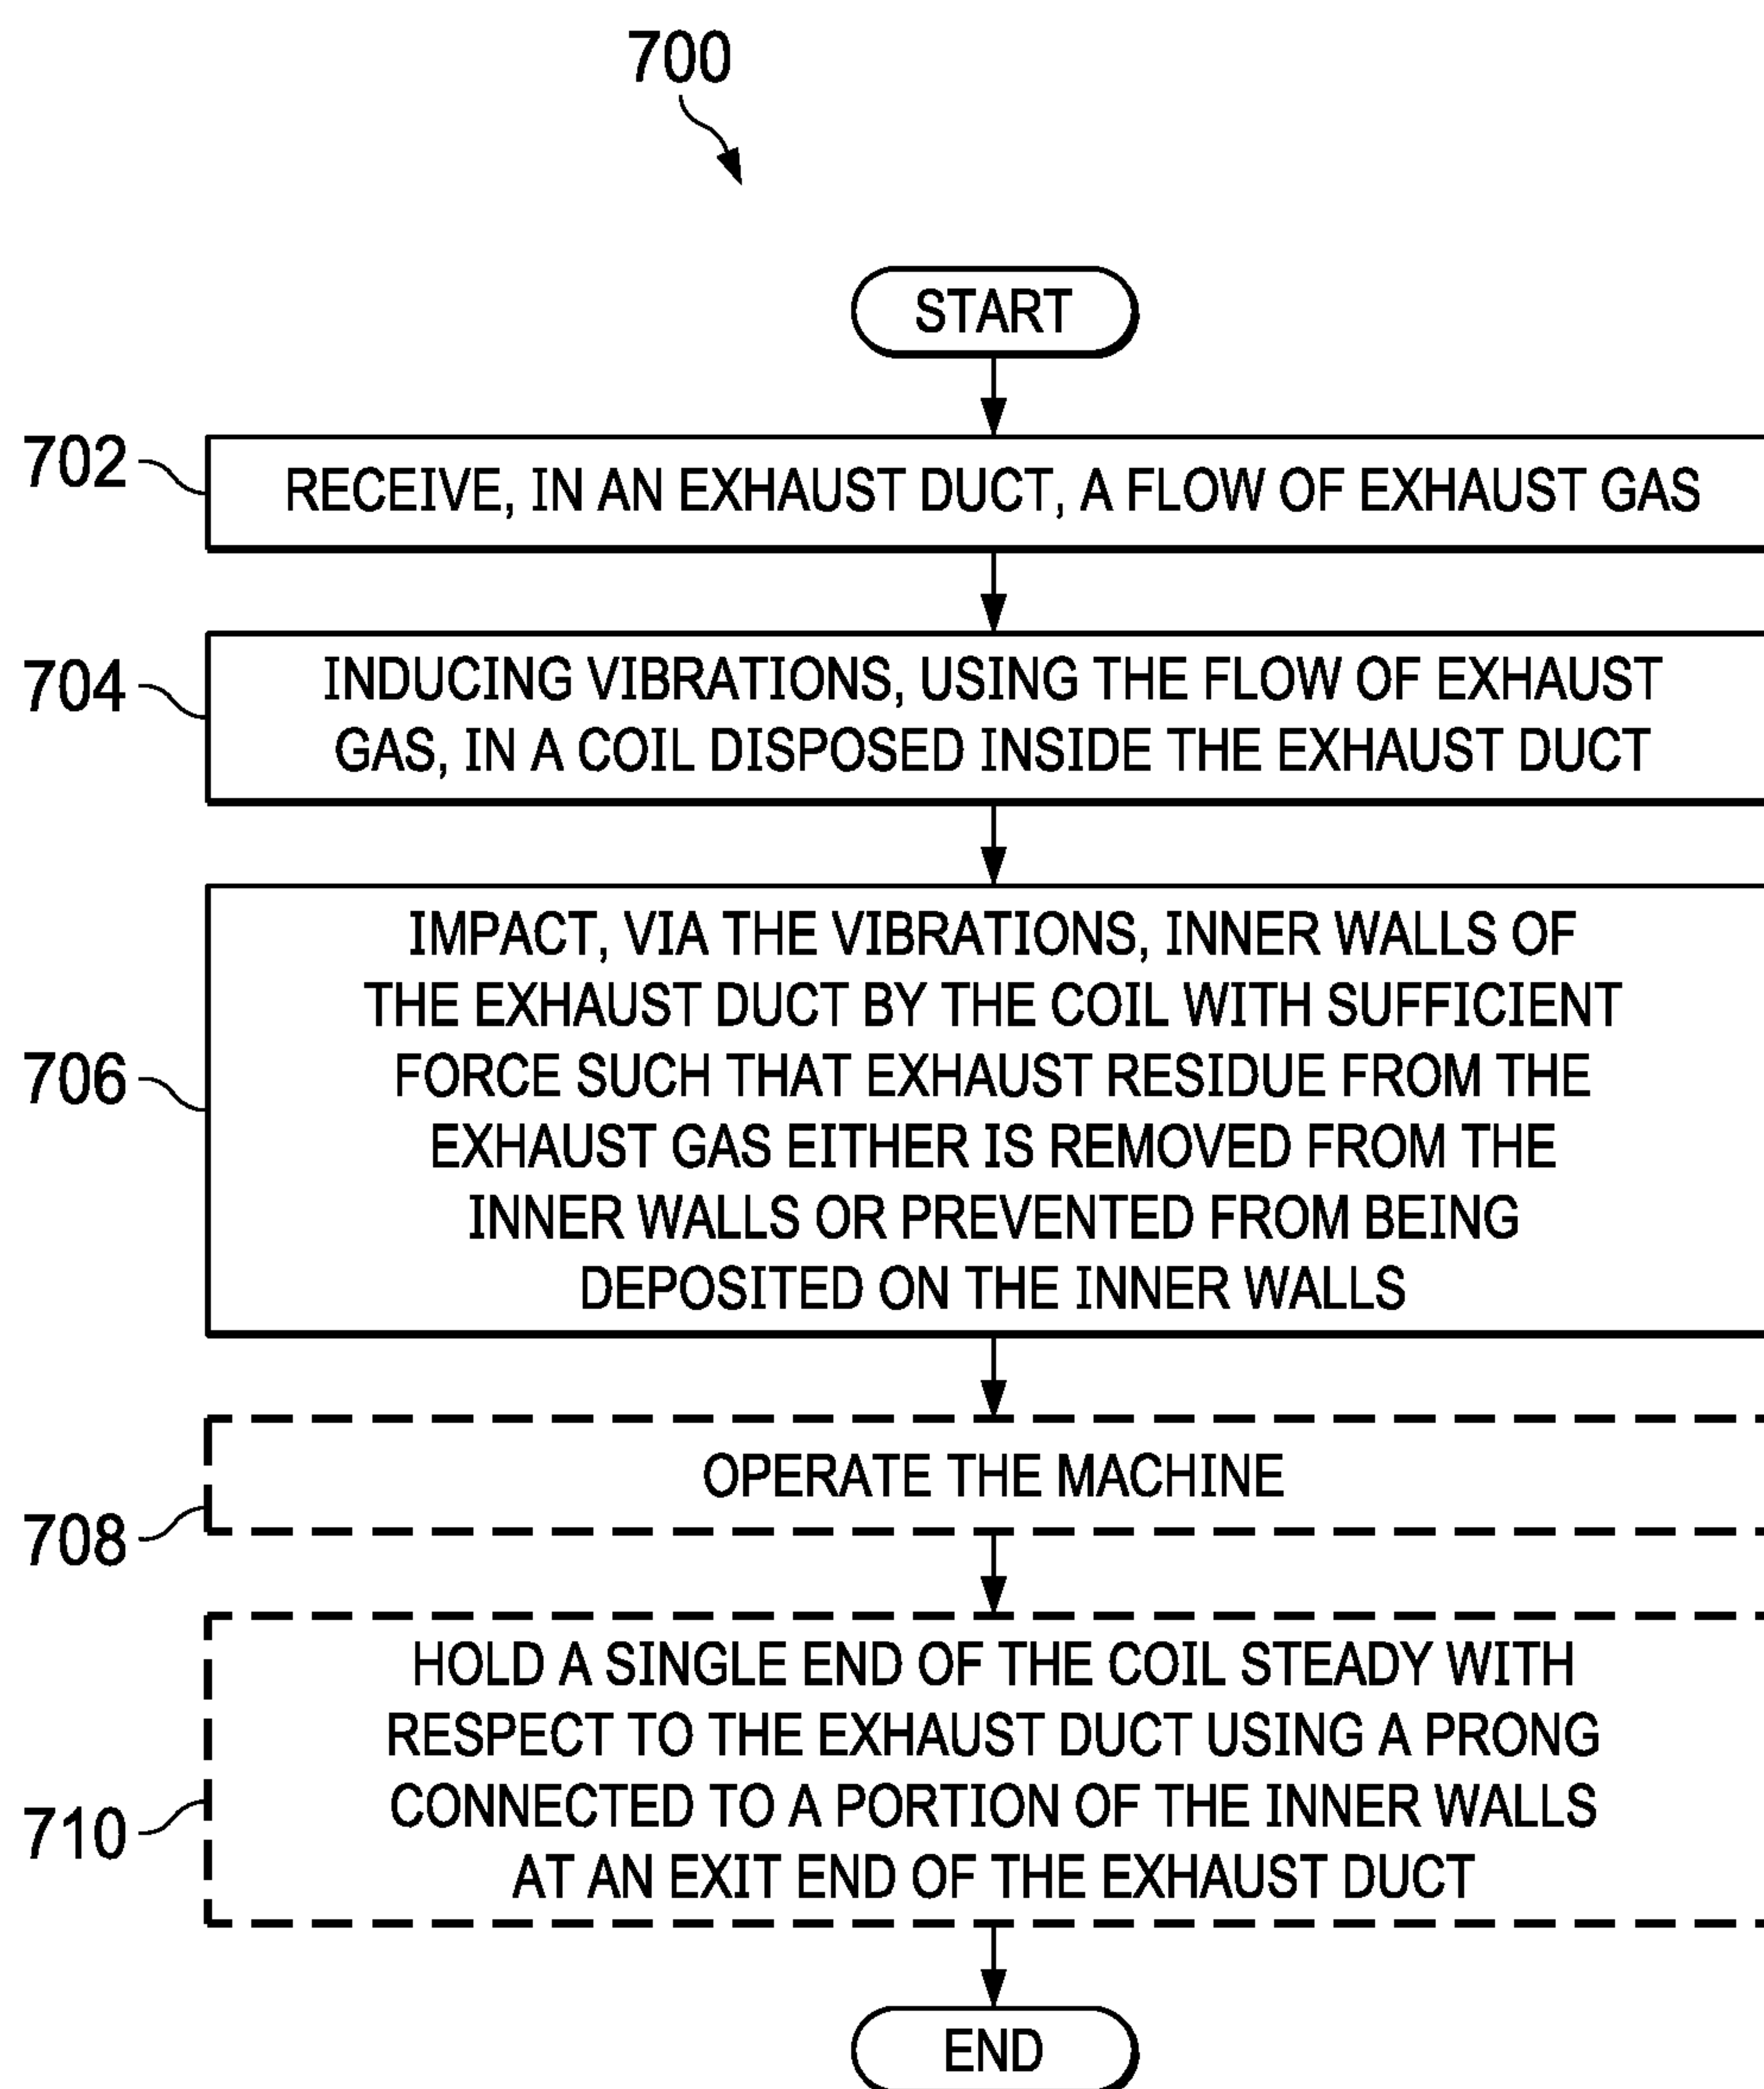 700
START
702
RECEIVE, IN AN EXHAUST DUCT, A FLOW OF EXHAUST GAS
704
INDUCING VIBRATIONS, USING THE FLOW OF EXHAUST
GAS, IN A COIL DISPOSED INSIDE THE EXHAUST DUCT
706
IMPACT, VIA THE VIBRATIONS, INNER WALLS OF
THE EXHAUST DUCT BY THE COIL WITH SUFFICIENT
FORCE SUCH THAT EXHAUST RESIDUE FROM THE
EXHAUST GAS EITHER IS REMOVED FROM THE
INNER WALLS OR PREVENTED FROM BEING
DEPOSITED ON THE INNER WALLS
708
OPERATE THE MACHINE
710
HOLD A SINGLE END OF THE COIL STEADY WITH
RESPECT TO THE EXHAUST DUCT USING A PRONG
CONNECTED TO A PORTION OF THE INNER WALLS
AT AN EXIT END OF THE EXHAUST DUCT
END